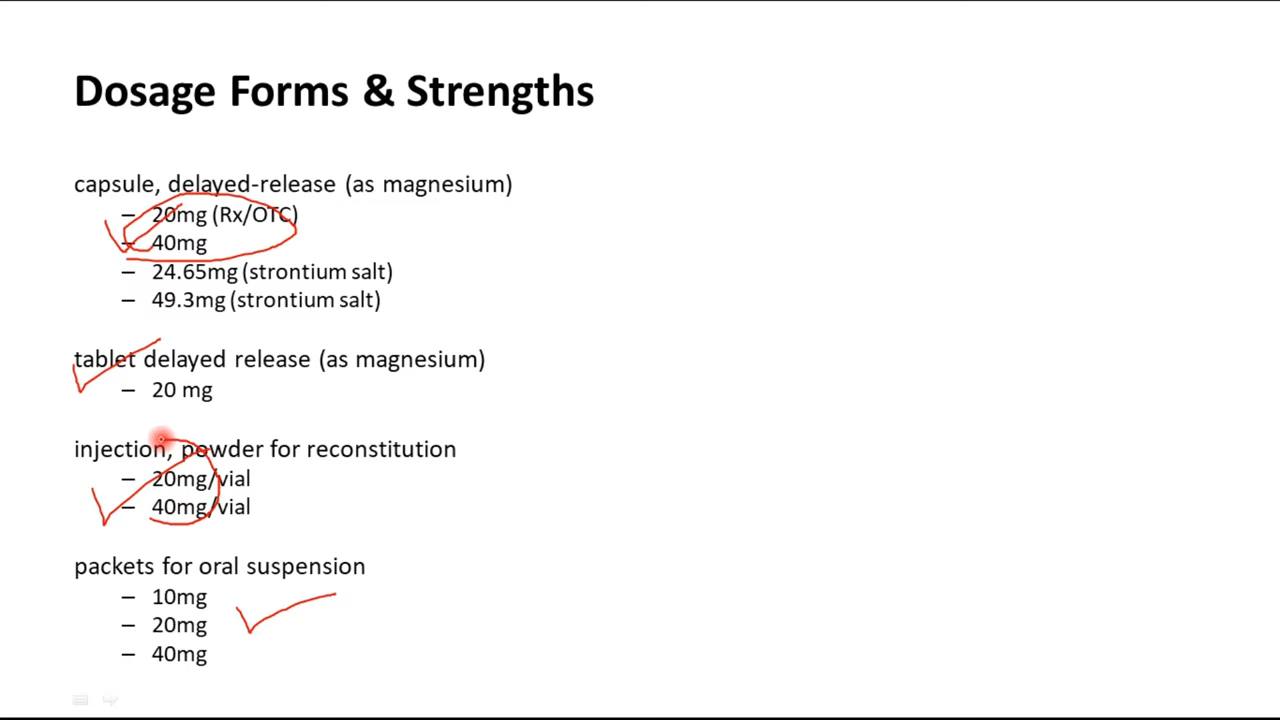 Dosage Forms & Strengths
capsule, delayed-release (as magnesium)
– 20mg (Rx/OTC)
– 40mg
– 24.65mg (strontium salt)
– 49.3mg (strontium salt)
tablet delayed release (as magnesium)
– 20 mg
injection, powder for reconstitution
– 20mg/vial
– 40mg/vial
packets for oral suspension
– 10mg
– 20mg
– 40mg